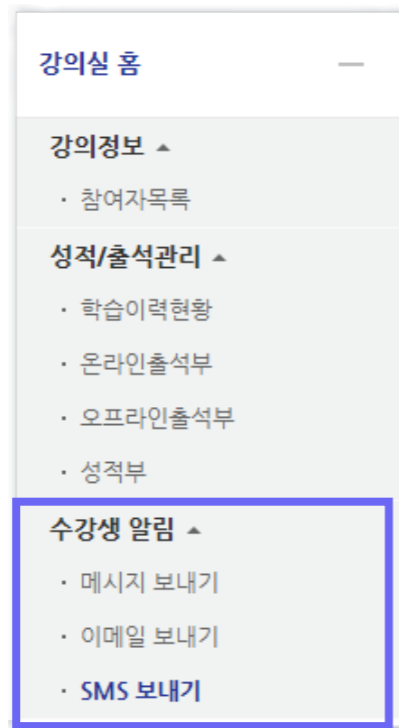 강의실 홈
강의정보
· 참여자목록
성적/출석관리
· 학습이력현황
· 온라인출석부
· 오프라인출석부
· 성적부
수강생 알림
· 메시지 보내기
· 이메일 보내기
· SMS 보내기